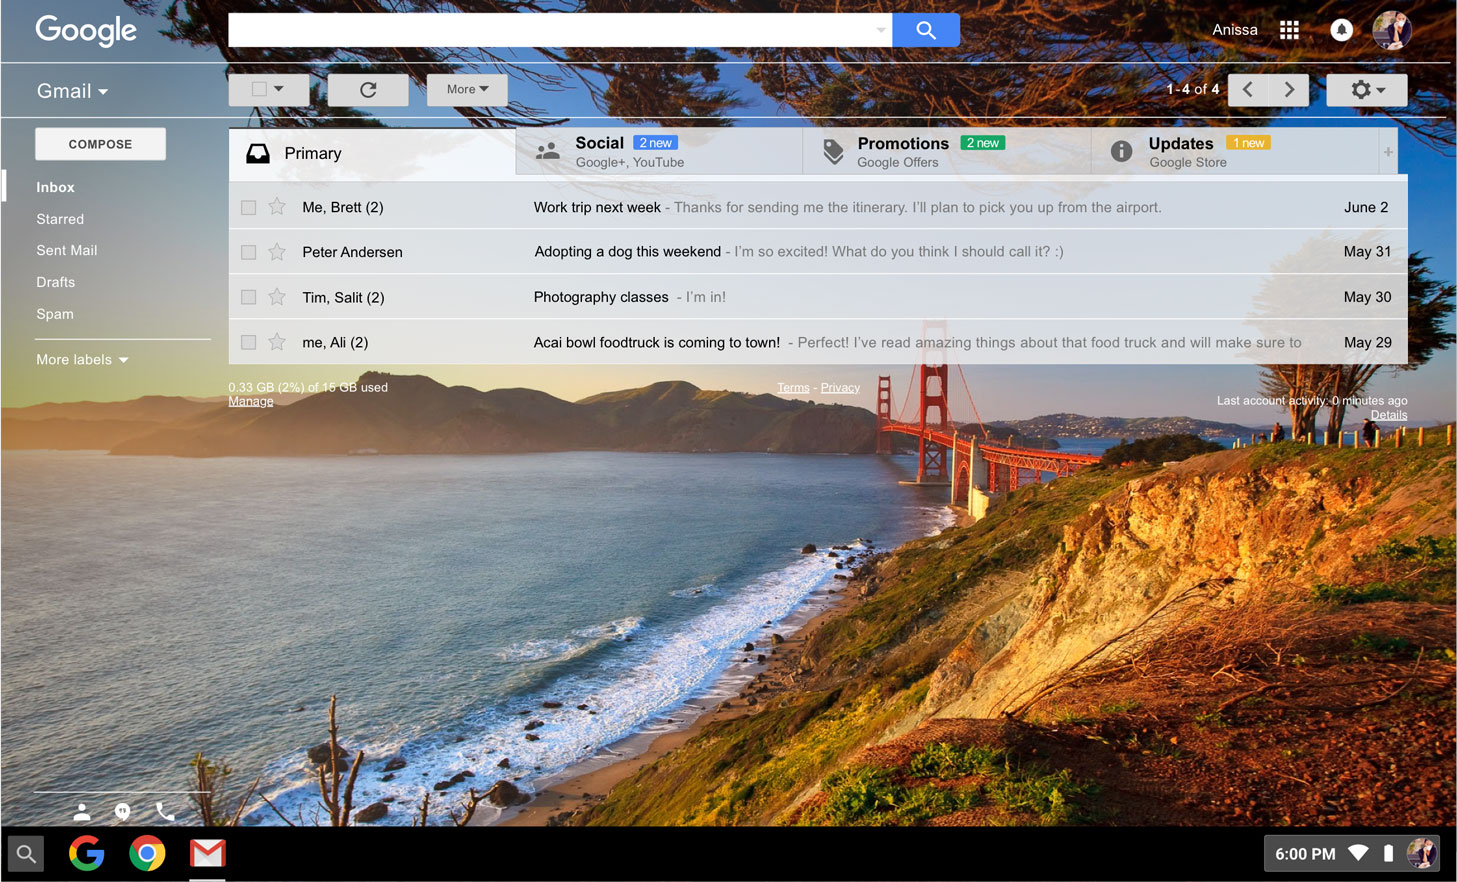 Google
Anissa
Gmail
More
1-4 of 4
COMPOSE
Inbox
Starred
Sent Mail
Drafts
Spam
More labels
Primary
Social 2 new
Google+, YouTube
Promotions 2 new
Google Offers
Updates 1 new
Google Store
+
Me, Brett (2) Work trip next week - Thanks for sending me the itinerary. I'll plan to pick you up from the airport. June 2
Peter Andersen Adopting a dog this weekend - I'm so excited! What do you think I should call it? :) May 31
Tim, Salit (2) Photography classes - I'm in! May 30
me, Ali (2) Acai bowl foodtruck is coming to town! - Perfect! I've read amazing things about that food truck and will make sure to May 29
0.33 GB (2%) of 15 GB used
Manage
Terms - Privacy
Last account activity: 0 minutes ago
Details
6:00 PM